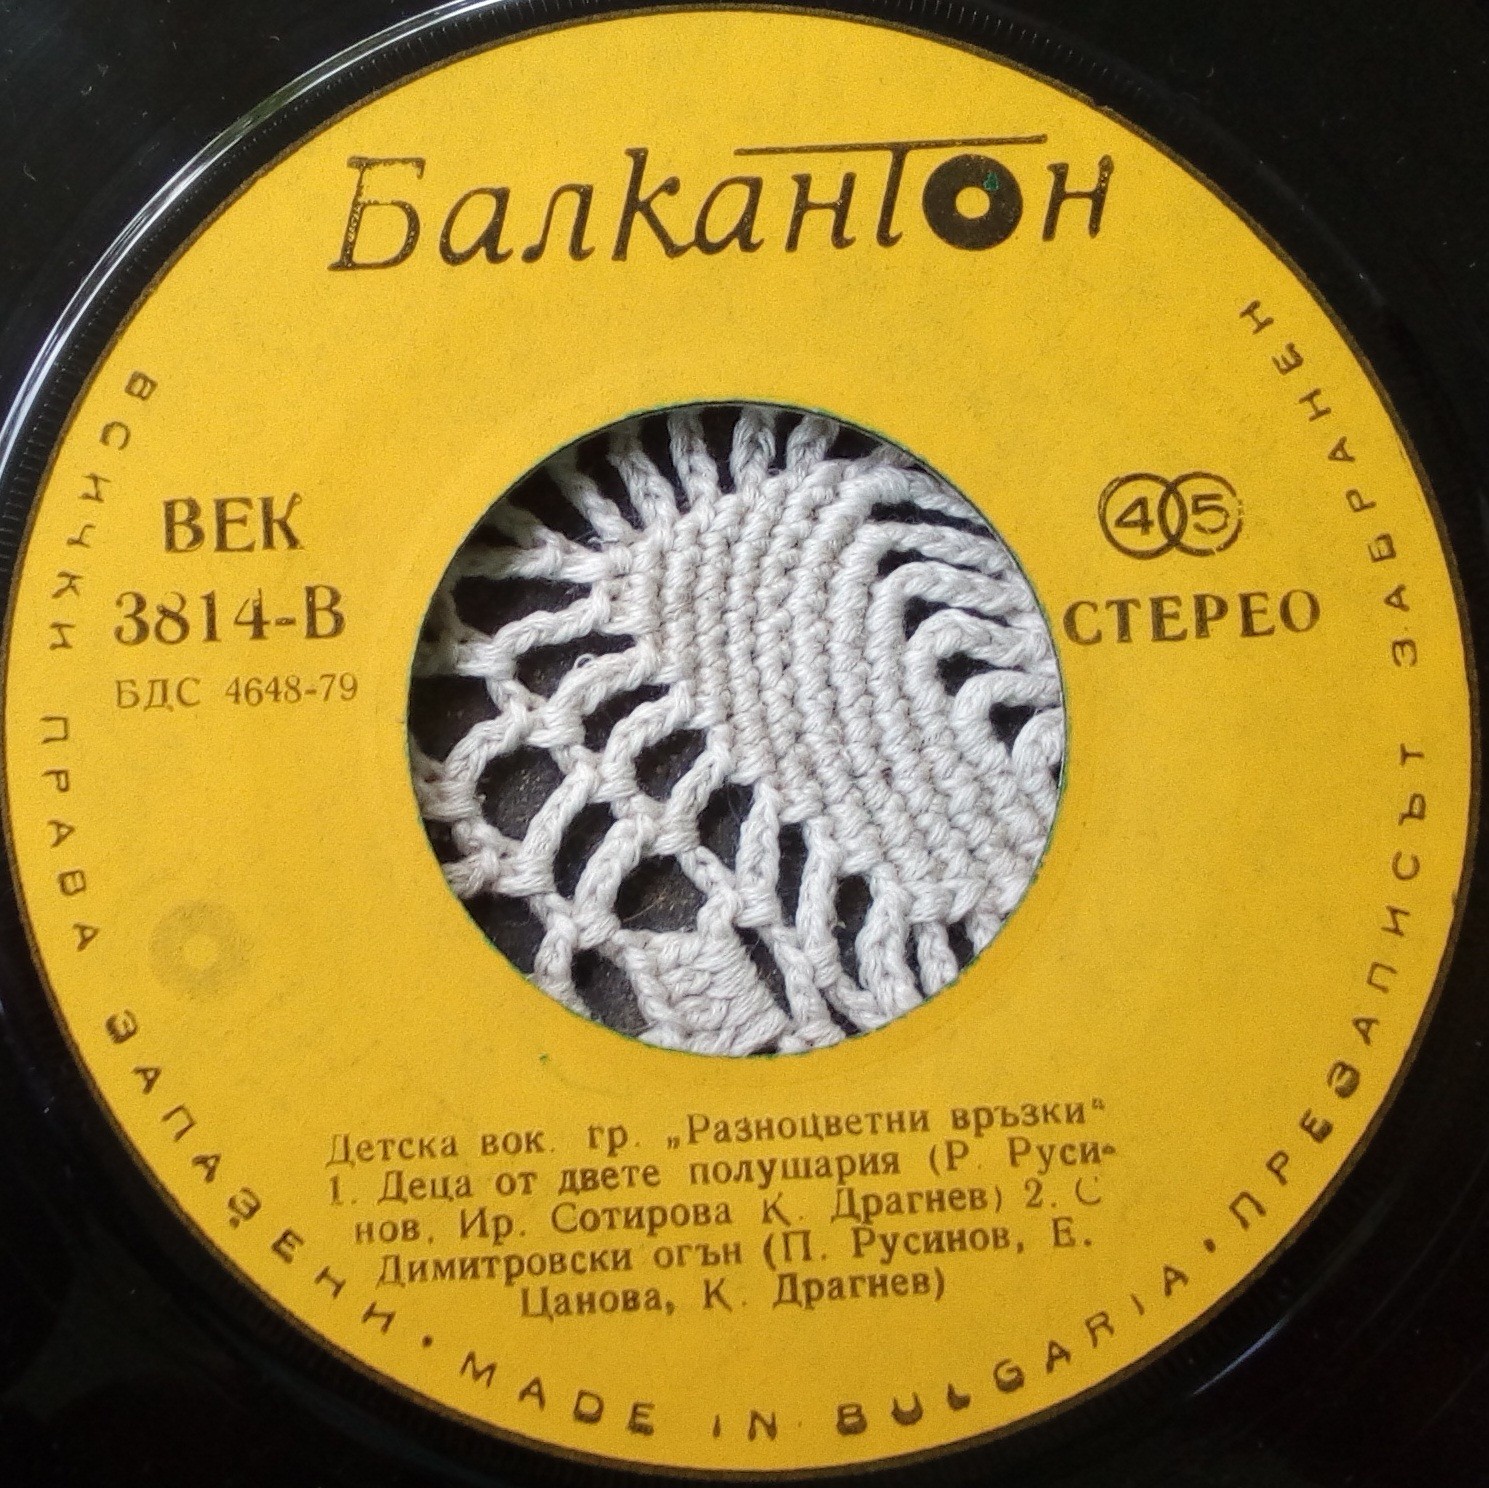 Балкантон
ВЕК
3814-В
БДС 4648-79
45
СТЕРЕО
Детска вок. гр. „Разноцветни връзки“
1. Деца от двете полушария (Р. Руси-
нов, Ир. Сотирова К. Драгнев) 2. С
Димитровски огън (П. Русинов, Е.
Цанова, К. Драгнев)
ВСИЧКИ ПРАВА ЗАПАЗЕНИ · MADE IN BULGARIA · ПРЕЗАПИСЪТ ЗАБРАНЕН